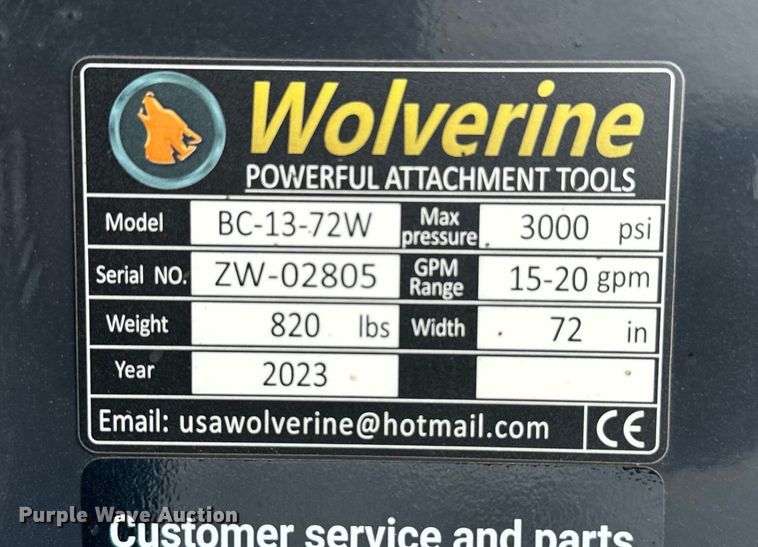 Wolverine
POWERFUL ATTACHMENT TOOLS
Model BC-13-72W Max pressure 3000 psi
Serial NO. ZW-02805 GPM Range 15-20 gpm
Weight 820 lbs Width 72 in
Year 2023
Email: usawolverine@hotmail.com CE
Customer service and parts
Purple Wave Auction